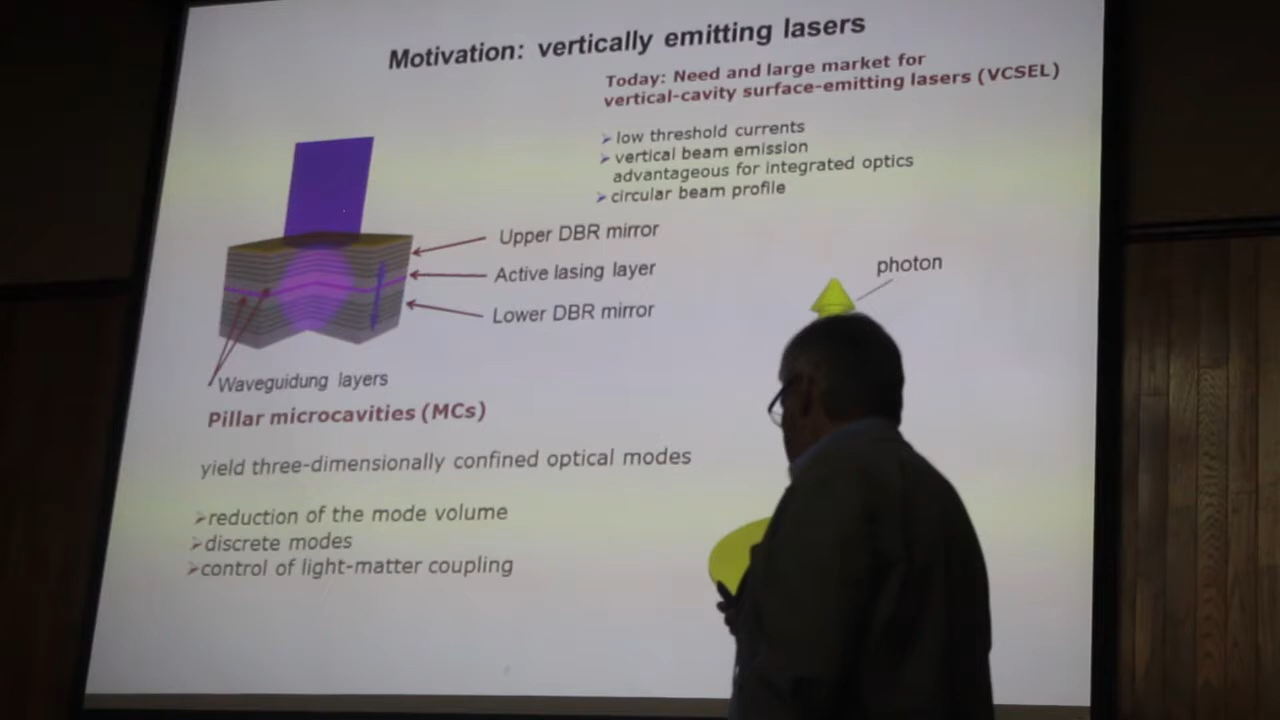 Motivation: vertically emitting lasers
Today: Need and large market for
vertical-cavity surface-emitting lasers (VCSEL)
➢ low threshold currents
➢ vertical beam emission
advantageous for integrated optics
➢ circular beam profile
Upper DBR mirror
Active lasing layer
Lower DBR mirror
photon
Waveguidung layers
Pillar microcavities (MCs)
yield three-dimensionally confined optical modes
➢reduction of the mode volume
➢discrete modes
➢control of light-matter coupling